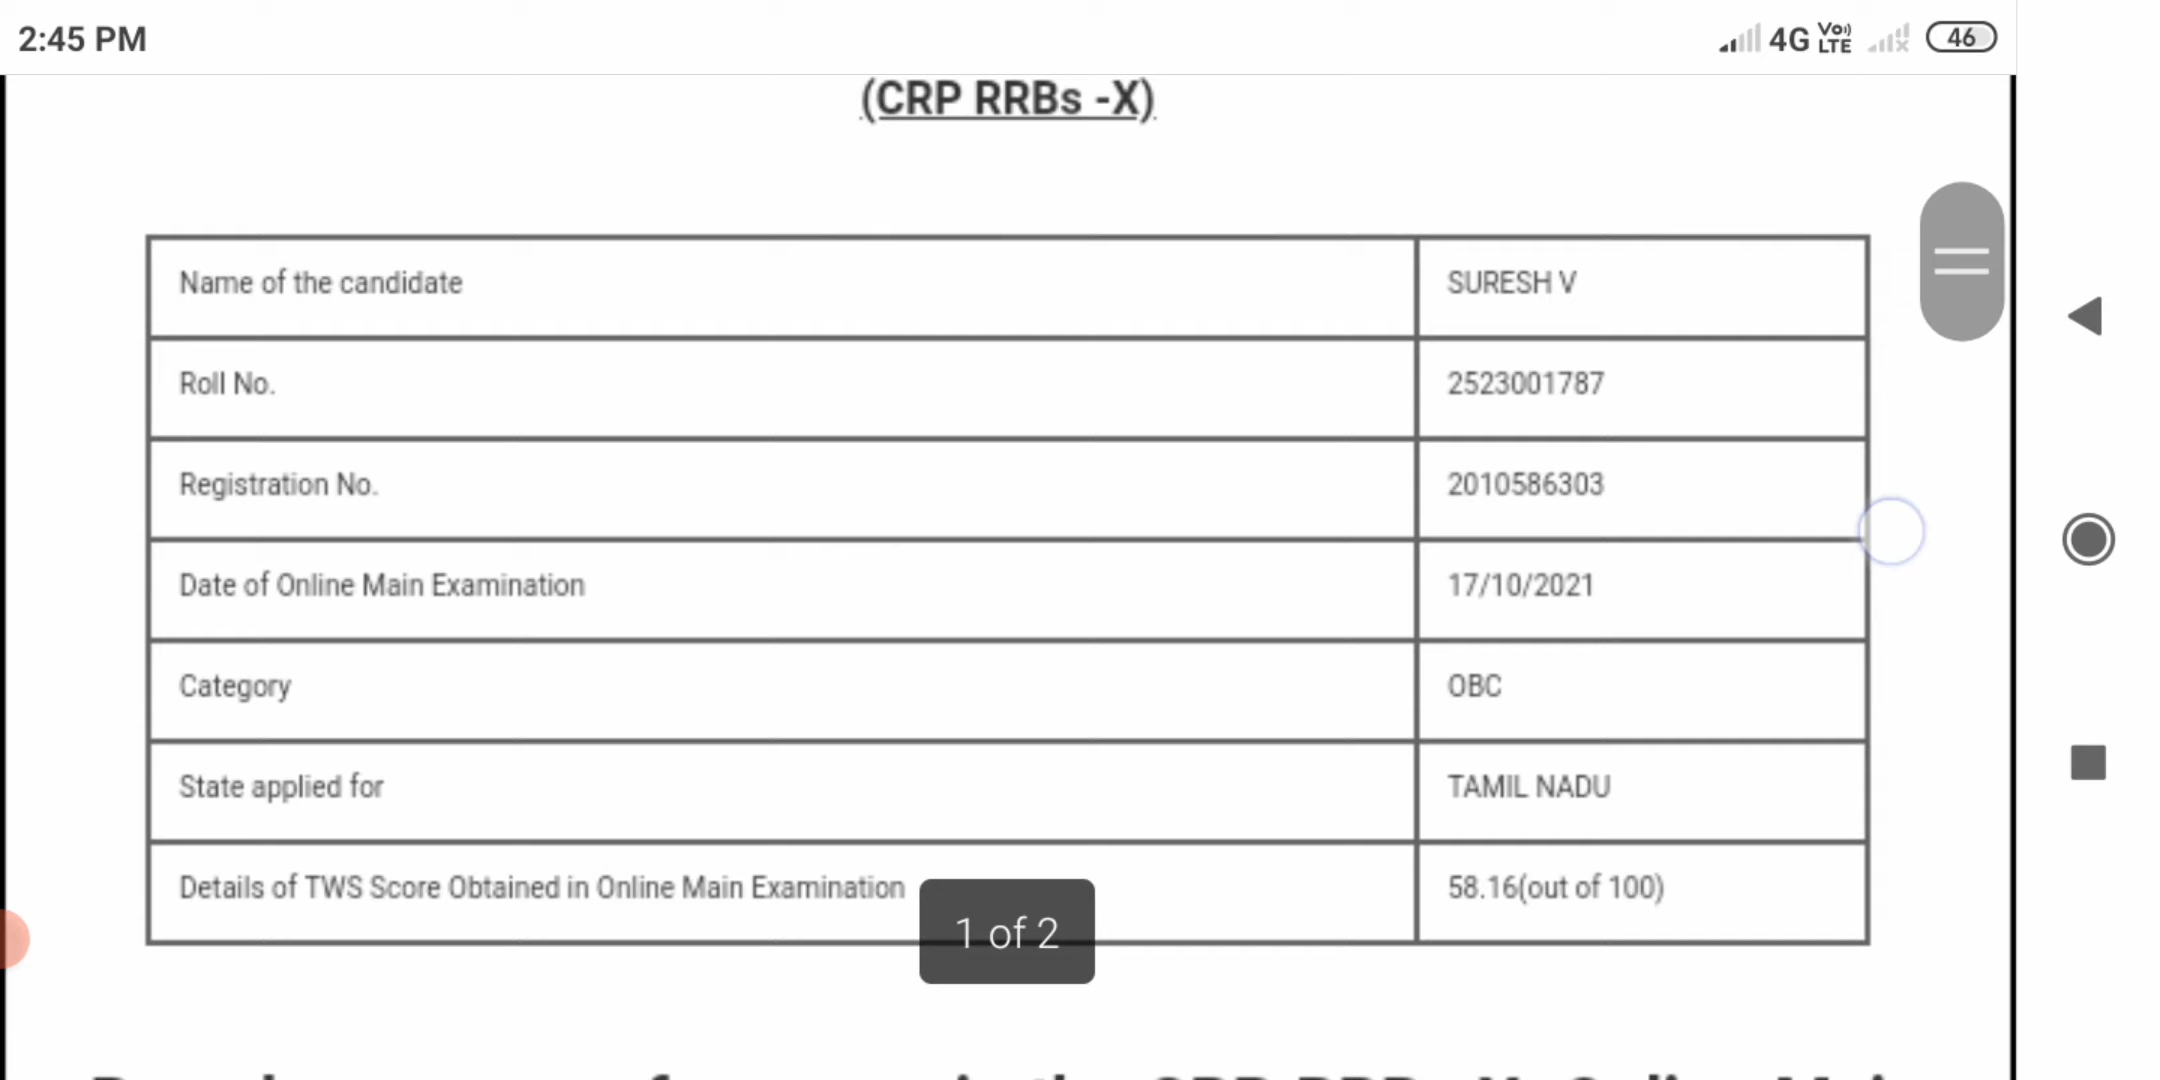 2:45 PM 4G Vo)) LTE 46
(CRP RRBs -X)
Name of the candidate SURESH V
Roll No. 2523001787
Registration No. 2010586303
Date of Online Main Examination 17/10/2021
Category OBC
State applied for TAMIL NADU
Details of TWS Score Obtained in Online Main Examination 58.16(out of 100)
1 of 2